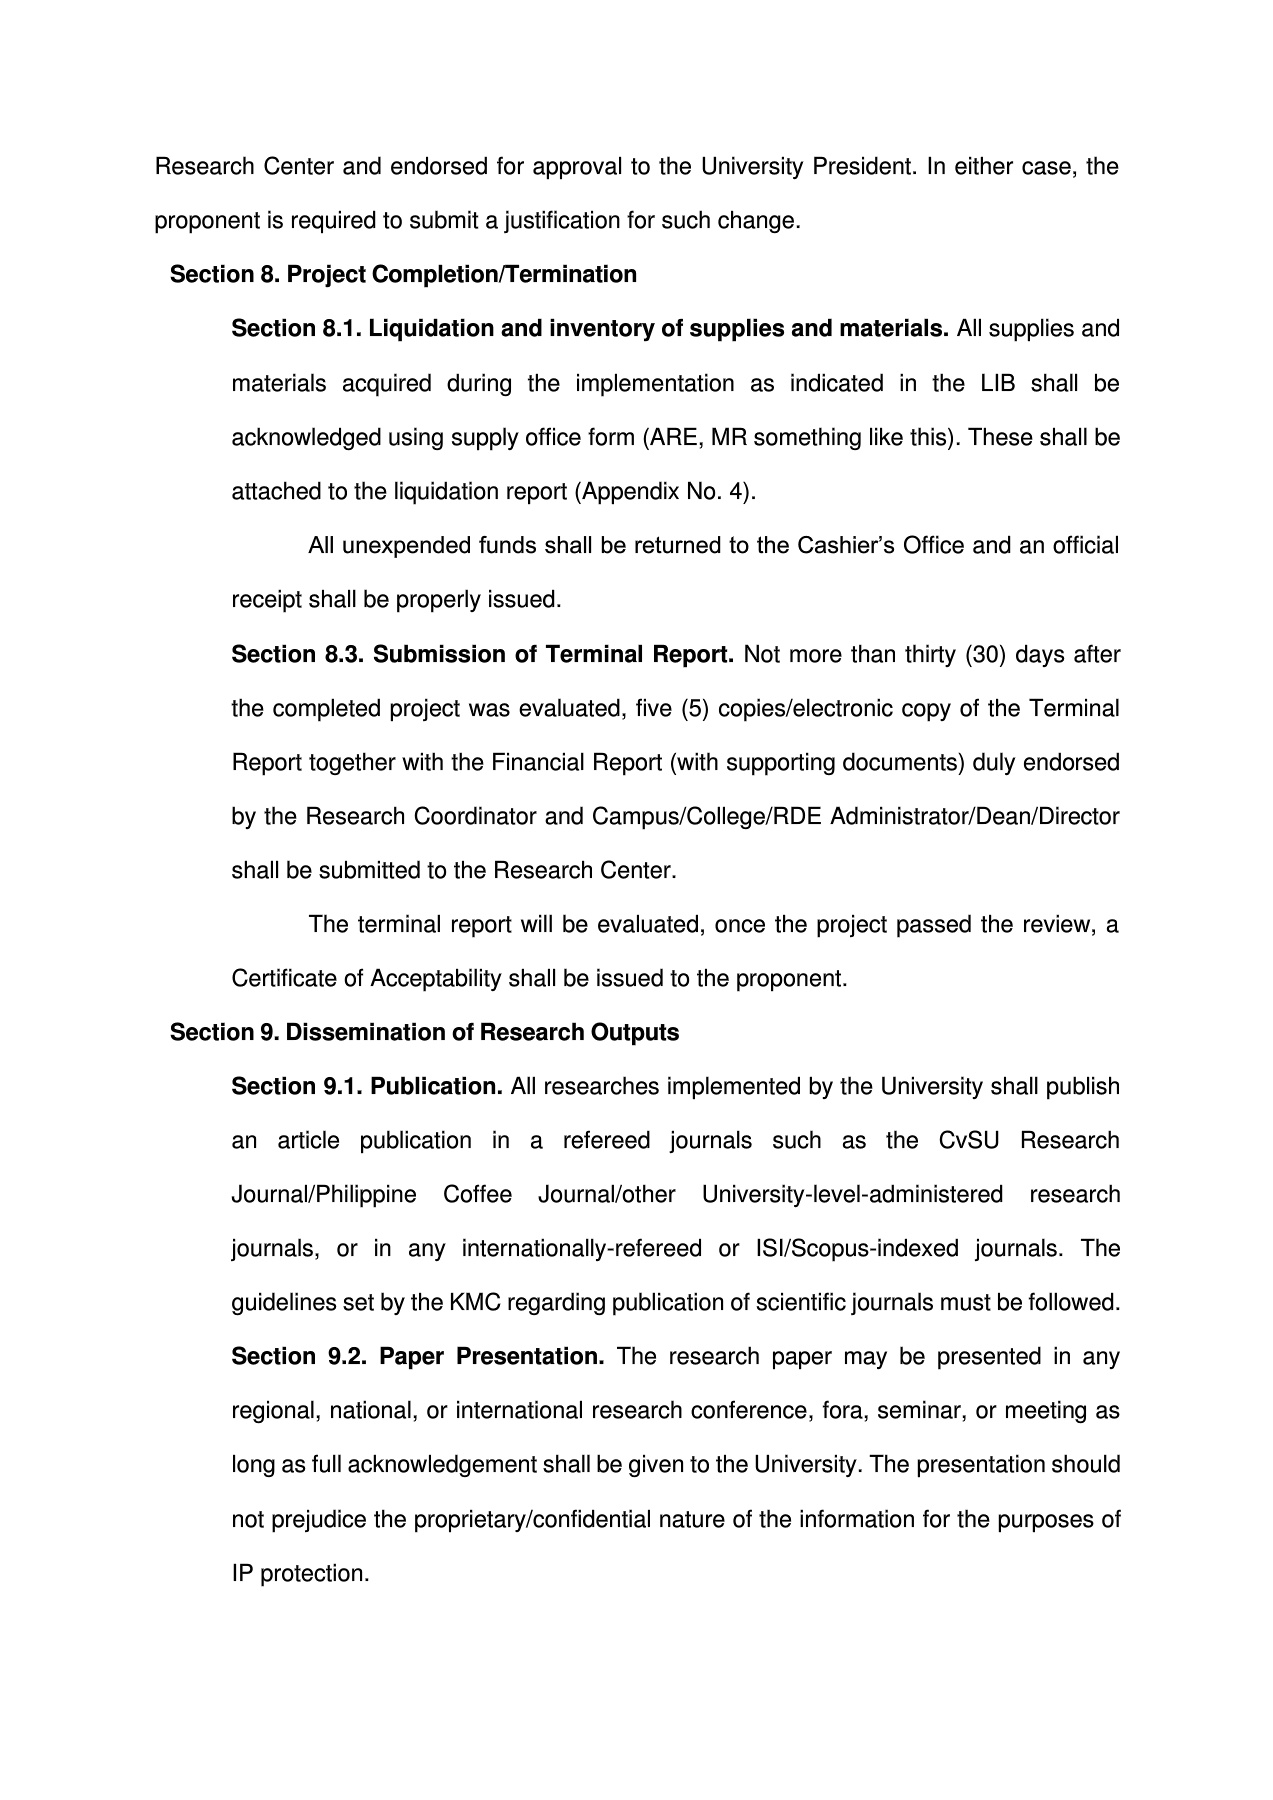 Research Center and endorsed for approval to the University President. In either case, the
proponent is required to submit a justification for such change.
Section 8. Project Completion/Termination
Section 8.1. Liquidation and inventory of supplies and materials. All supplies and
materials acquired during the implementation as indicated in the LIB shall be
acknowledged using supply office form (ARE, MR something like this). These shall be
attached to the liquidation report (Appendix No. 4).
All unexpended funds shall be returned to the Cashier’s Office and an official
receipt shall be properly issued.
Section 8.3. Submission of Terminal Report. Not more than thirty (30) days after
the completed project was evaluated, five (5) copies/electronic copy of the Terminal
Report together with the Financial Report (with supporting documents) duly endorsed
by the Research Coordinator and Campus/College/RDE Administrator/Dean/Director
shall be submitted to the Research Center.
The terminal report will be evaluated, once the project passed the review, a
Certificate of Acceptability shall be issued to the proponent.
Section 9. Dissemination of Research Outputs
Section 9.1. Publication. All researches implemented by the University shall publish
an article publication in a refereed journals such as the CvSU Research
Journal/Philippine Coffee Journal/other University-level-administered research
journals, or in any internationally-refereed or ISI/Scopus-indexed journals. The
guidelines set by the KMC regarding publication of scientific journals must be followed.
Section 9.2. Paper Presentation. The research paper may be presented in any
regional, national, or international research conference, fora, seminar, or meeting as
long as full acknowledgement shall be given to the University. The presentation should
not prejudice the proprietary/confidential nature of the information for the purposes of
IP protection.